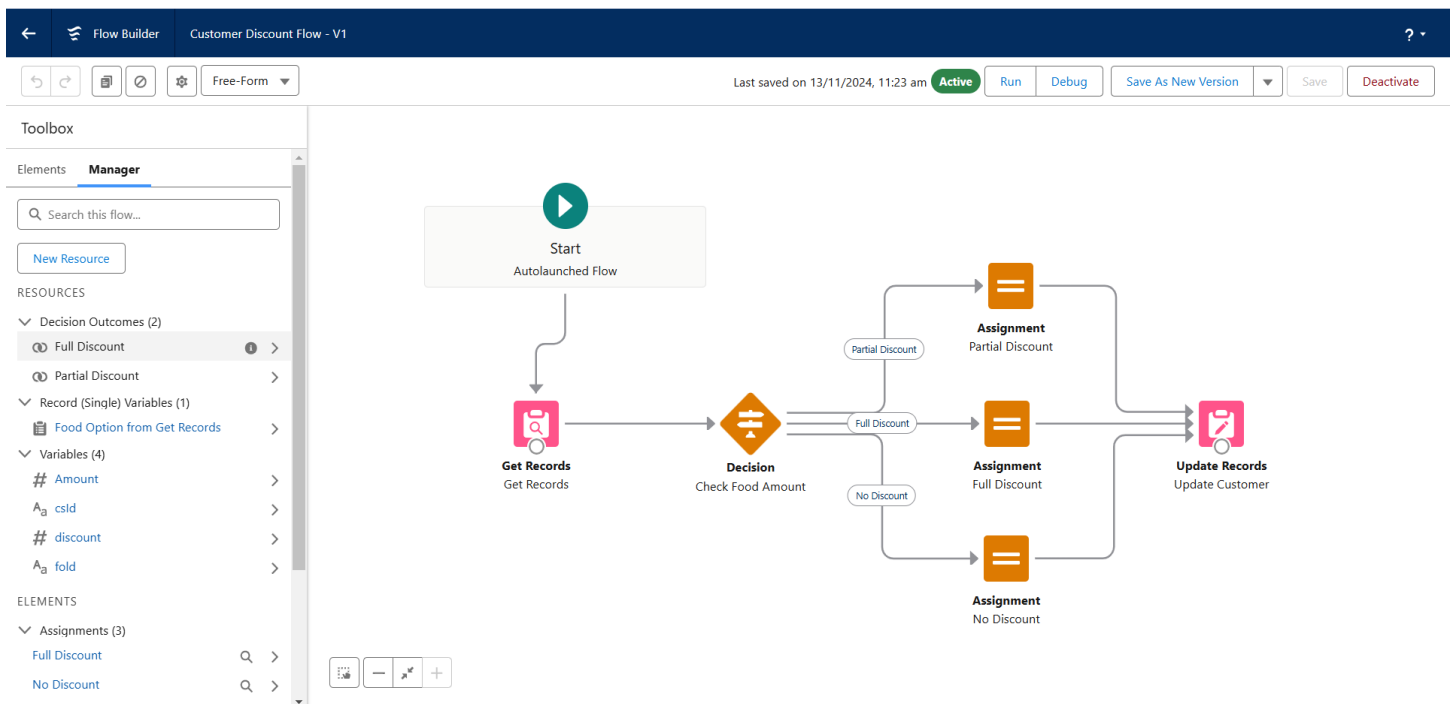 Flow Builder
Customer Discount Flow - V1
?
Free-Form
Last saved on 13/11/2024, 11:23 am
Active
Run
Debug
Save As New Version
Save
Deactivate
Toolbox
Elements
Manager
Search this flow...
New Resource
RESOURCES
Decision Outcomes (2)
Full Discount
Partial Discount
Record (Single) Variables (1)
Food Option from Get Records
Variables (4)
# Amount
Aa csId
# discount
Aa foId
ELEMENTS
Assignments (3)
Full Discount
No Discount
Start
Autolaunched Flow
Get Records
Get Records
Decision
Check Food Amount
Partial Discount
Full Discount
No Discount
Assignment
Partial Discount
Assignment
Full Discount
Assignment
No Discount
Update Records
Update Customer